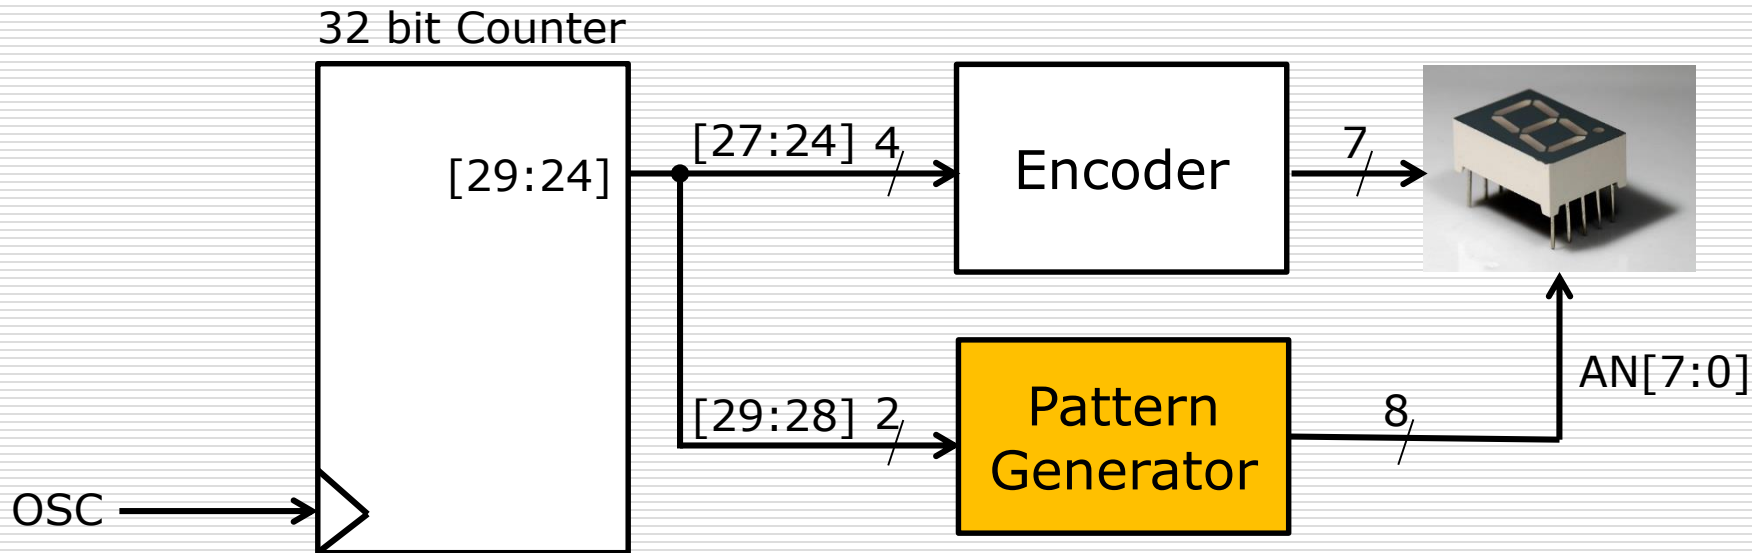 32 bit Counter
[29:24]
[27:24] 4
Encoder
7
[29:28] 2
Pattern
Generator
8
AN[7:0]
OSC